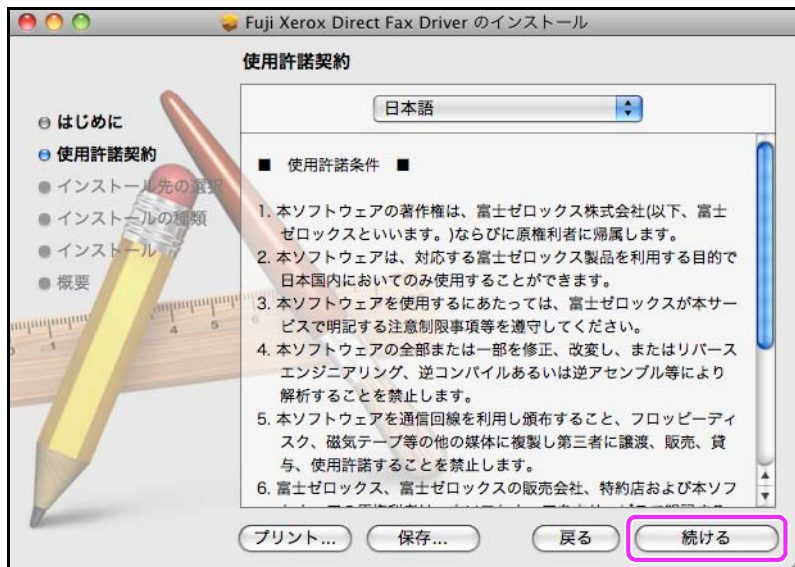 Fuji Xerox Direct Fax Driver のインストール
使用許諾契約
はじめに
使用許諾契約
インストール先の選択
インストールの種類
インストール
概要
日本語
■ 使用許諾条件 ■
1. 本ソフトウェアの著作権は、富士ゼロックス株式会社(以下、富士
ゼロックスといいます。)ならびに原権利者に帰属します。
2. 本ソフトウェアは、対応する富士ゼロックス製品を利用する目的で
日本国内においてのみ使用することができます。
3. 本ソフトウェアを使用するにあたっては、富士ゼロックスが本サー
ビスで明記する注意制限事項等を遵守してください。
4. 本ソフトウェアの全部または一部を修正、改変し、またはリバース
エンジニアリング、逆コンパイルあるいは逆アセンブル等により
解析することを禁止します。
5. 本ソフトウェアを通信回線を利用し頒布すること、フロッピーディ
スク、磁気テープ等の他の媒体に複製し第三者に譲渡、販売、貸
与、使用許諾することを禁止します。
6. 富士ゼロックス、富士ゼロックスの販売会社、特約店および本ソフ
プリント...
保存...
戻る
続ける